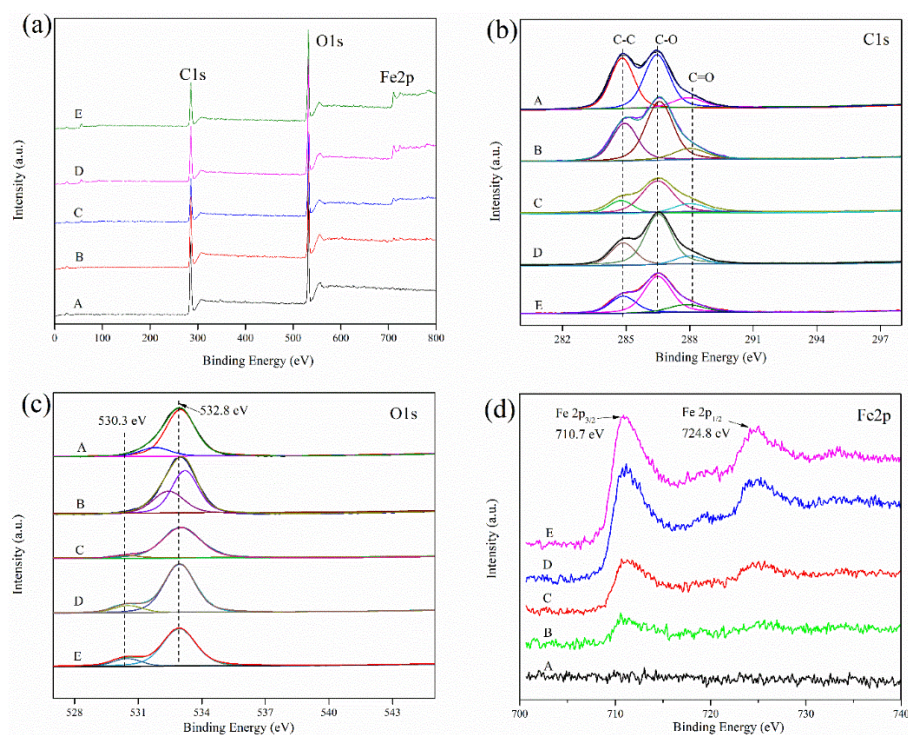 (a)
O1s
C1s
Fe2p
E
D
C
B
A
Intensity (a.u.)
0 100 200 300 400 500 600 700 800
Binding Energy (eV)
(b)
C-C C-O
C1s
C=O
A
B
C
D
E
Intensity (a.u.)
282 285 288 291 294 297
Binding Energy (eV)
(c)
530.3 eV
532.8 eV
O1s
A
B
C
D
E
Intensity (a.u.)
527 531 534 537 540 543
Binding Energy (eV)
(d)
Fe 2p3/2
710.7 eV
Fe 2p1/2
724.8 eV
Fe2p
E
D
C
B
A
Intensity (a.u.)
700 710 720 730 740
Binding Energy (eV)